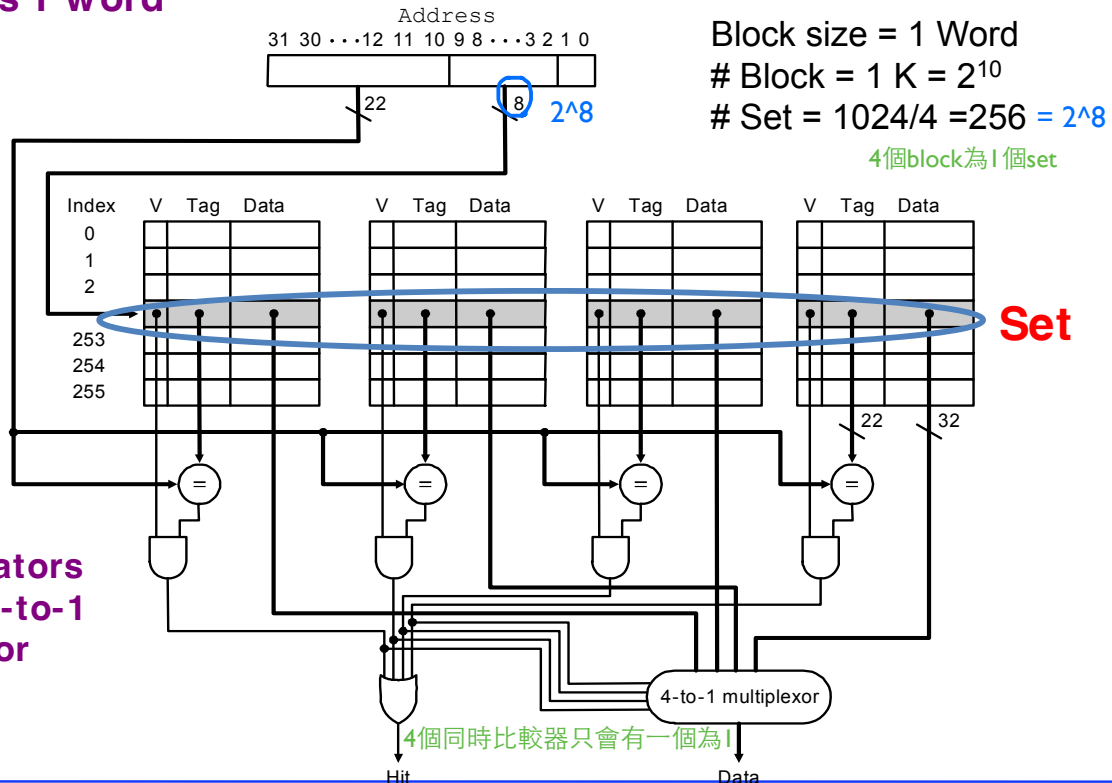 s 1 word
Address
31 30 ···12 11 10 9 8 ···3 2 1 0
22
8
2^8
Block size = 1 Word
# Block = 1 K = 2¹⁰
# Set = 1024/4 =256 = 2^8
4個block為1個set
Index V Tag Data V Tag Data V Tag Data V Tag Data
0
1
2
Set
253
254
255
22
32
= = = =
ators
-to-1
or
4-to-1 multiplexor
4個同時比較器只會有一個為1
Hit Data